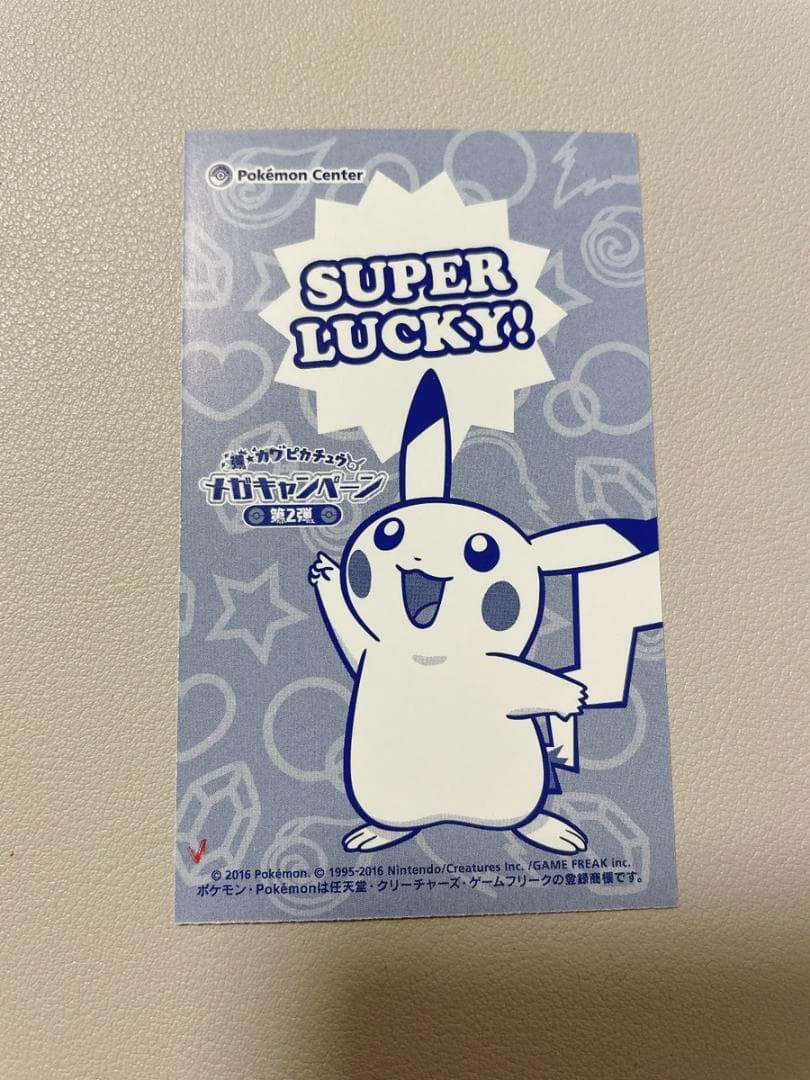 Pokémon Center
SUPER
LUCKY!
爆★カワピカチュウの
メガキャンペーン
第2弾
© 2016 Pokémon. © 1995-2016 Nintendo/Creatures Inc. /GAME FREAK inc.
ポケモン・Pokémonは任天堂・クリーチャーズ・ゲームフリークの登録商標です。